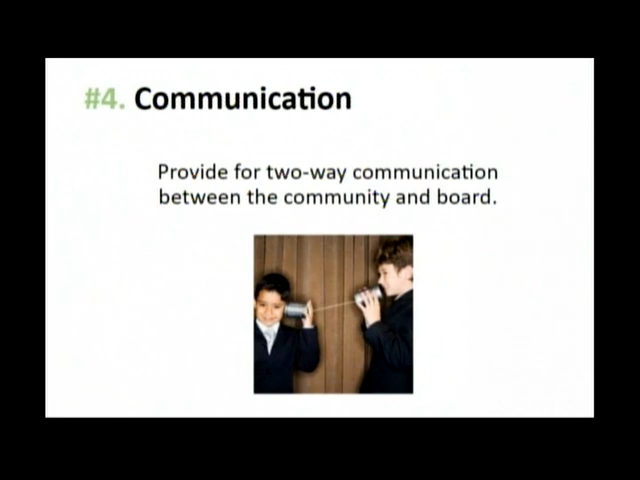 #4. Communication
Provide for two-way communication
between the community and board.